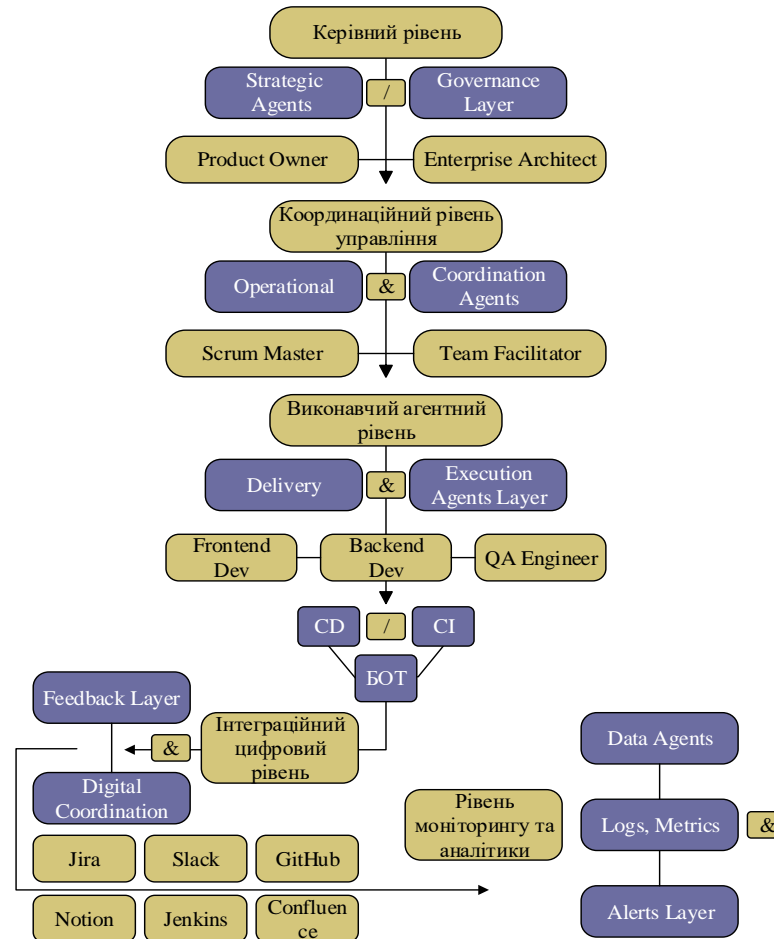 Керівний рівень
Strategic
Agents
/
Governance
Layer
Product Owner
Enterprise Architect
Координаційний рівень
управління
Operational
&
Coordination
Agents
Scrum Master
Team Facilitator
Виконавчий агентний
рівень
Delivery
&
Execution
Agents Layer
Frontend
Dev
Backend
Dev
QA Engineer
CD
/
CI
БОТ
Feedback Layer
&
Інтеграційний
цифровий
рівень
Digital
Coordination
Data Agents
Рівень
моніторингу та
аналітики
Logs, Metrics
&
Alerts Layer
Jira
Slack
GitHub
Notion
Jenkins
Confluen
ce